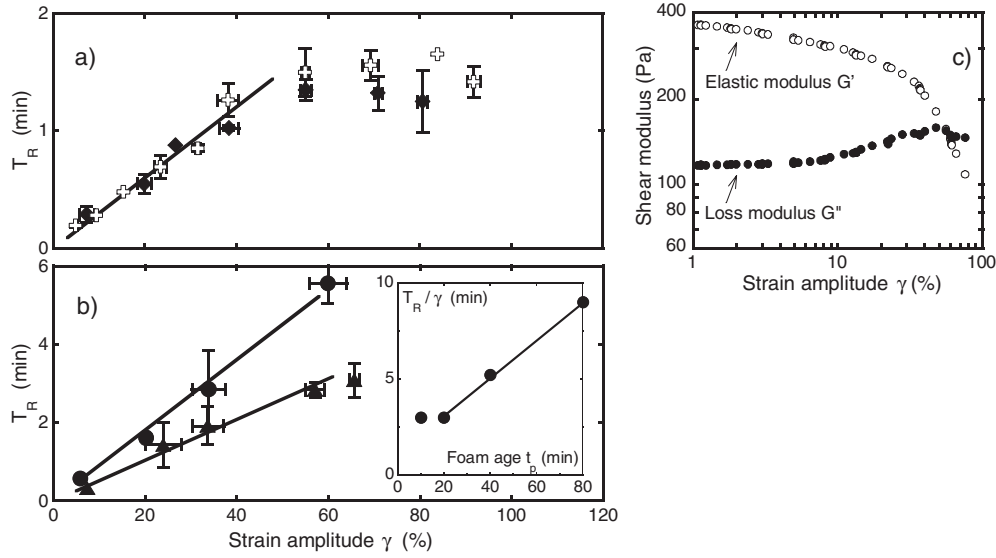 a)
T_R (min)
2
1
0
b)
T_R (min)
6
4
2
0
0 20 40 60 80 100 120
Strain amplitude γ (%)
T_R / γ (min)
10
5
0
0 20 40 60 80
Foam age t_p (min)
c)
Shear modulus (Pa)
400
200
100
80
60
Elastic modulus G'
Loss modulus G"
1 10 100
Strain amplitude γ (%)